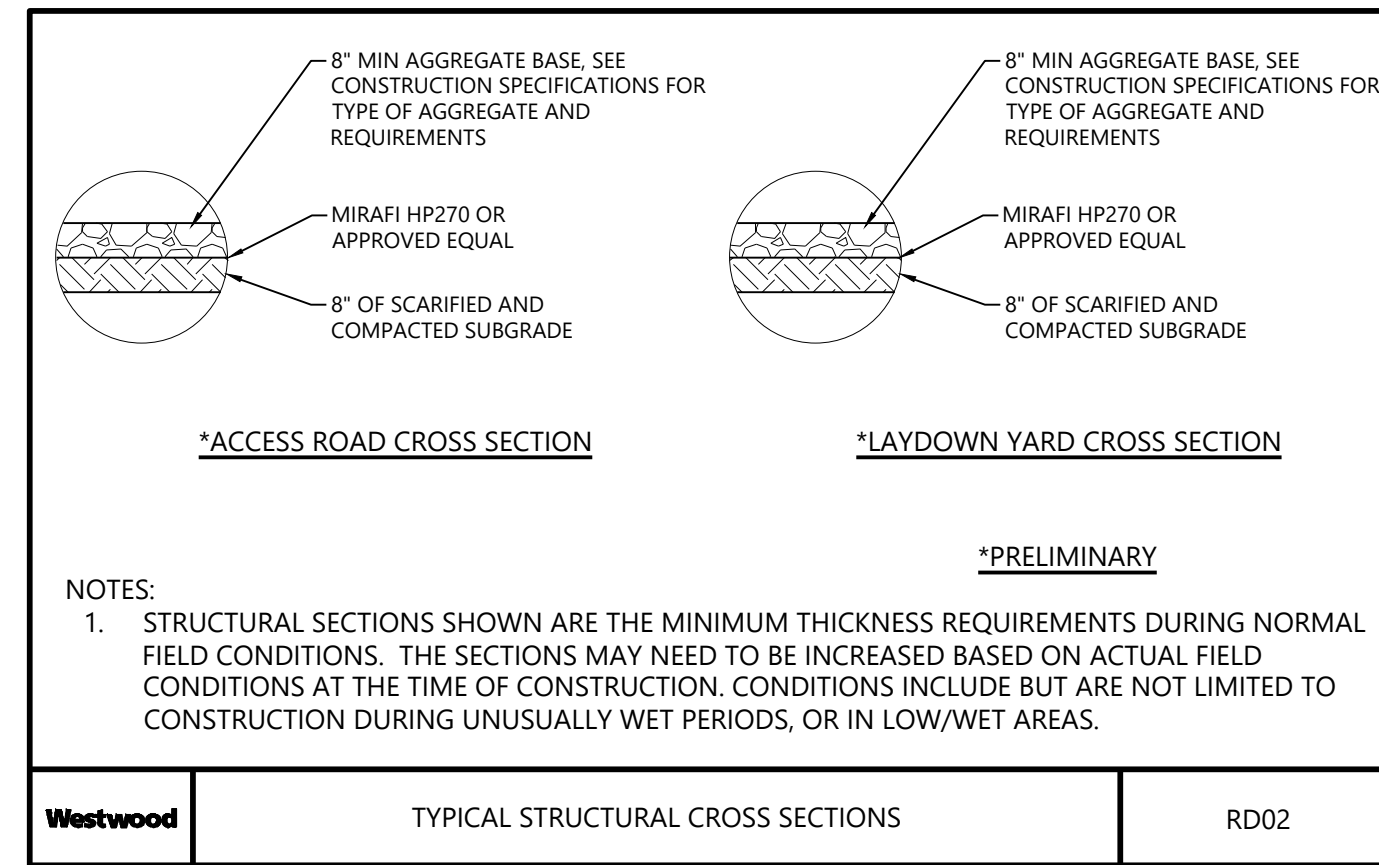 8" MIN AGGREGATE BASE, SEE
CONSTRUCTION SPECIFICATIONS FOR
TYPE OF AGGREGATE AND
REQUIREMENTS
MIRAFI HP270 OR
APPROVED EQUAL
8" OF SCARIFIED AND
COMPACTED SUBGRADE
*ACCESS ROAD CROSS SECTION
8" MIN AGGREGATE BASE, SEE
CONSTRUCTION SPECIFICATIONS FOR
TYPE OF AGGREGATE AND
REQUIREMENTS
MIRAFI HP270 OR
APPROVED EQUAL
8" OF SCARIFIED AND
COMPACTED SUBGRADE
*LAYDOWN YARD CROSS SECTION
*PRELIMINARY
NOTES:
1. STRUCTURAL SECTIONS SHOWN ARE THE MINIMUM THICKNESS REQUIREMENTS DURING NORMAL
FIELD CONDITIONS. THE SECTIONS MAY NEED TO BE INCREASED BASED ON ACTUAL FIELD
CONDITIONS AT THE TIME OF CONSTRUCTION. CONDITIONS INCLUDE BUT ARE NOT LIMITED TO
CONSTRUCTION DURING UNUSUALLY WET PERIODS, OR IN LOW/WET AREAS.
Westwood
TYPICAL STRUCTURAL CROSS SECTIONS
RD02